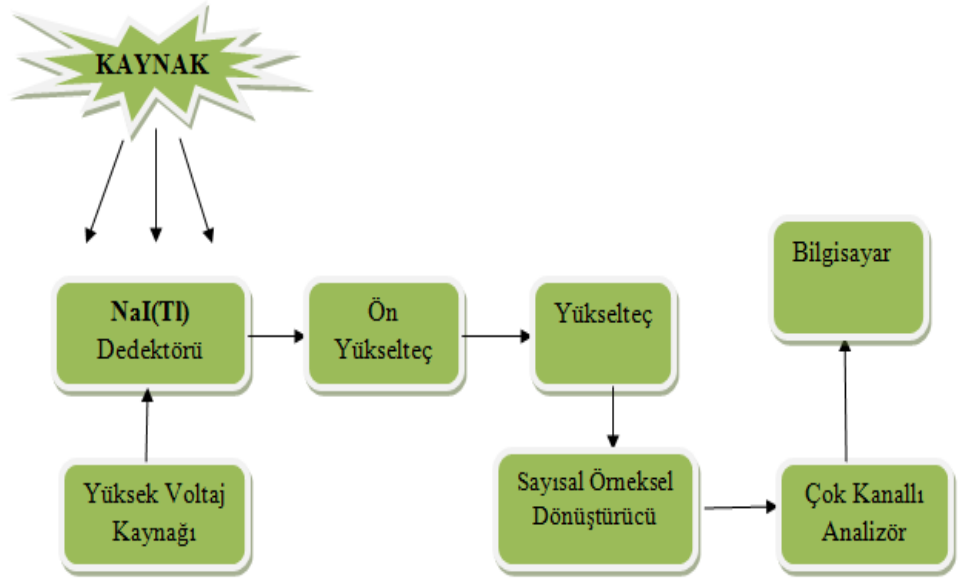 KAYNAK
NaI(Tl)
Dedektörü
Ön
Yükselteç
Yükselteç
Bilgisayar
Yüksek Voltaj
Kaynağı
Sayısal Örneksel
Dönüştürücü
Çok Kanallı
Analizör